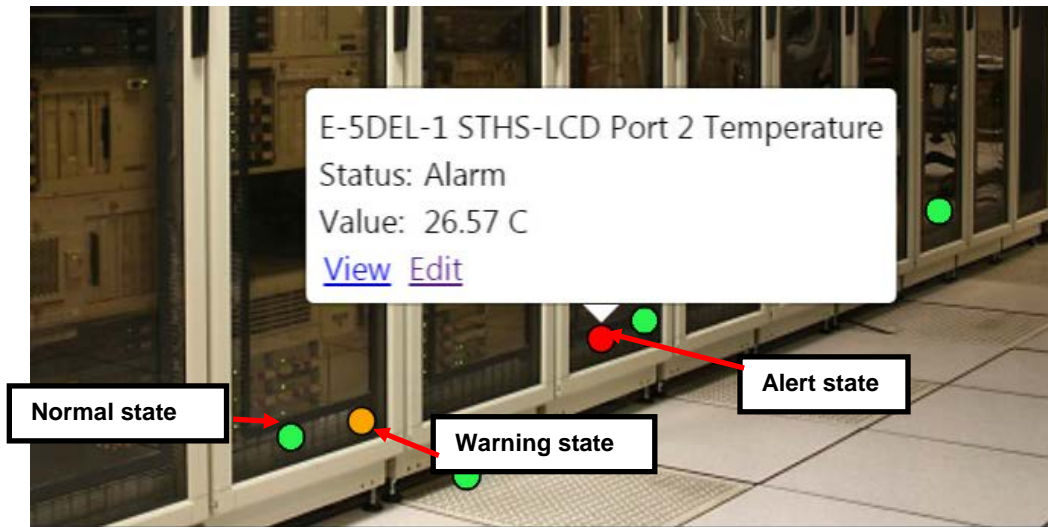 E-5DEL-1 STHS-LCD Port 2 Temperature
Status: Alarm
Value: 26.57 C
View Edit
Alert state
Normal state
Warning state